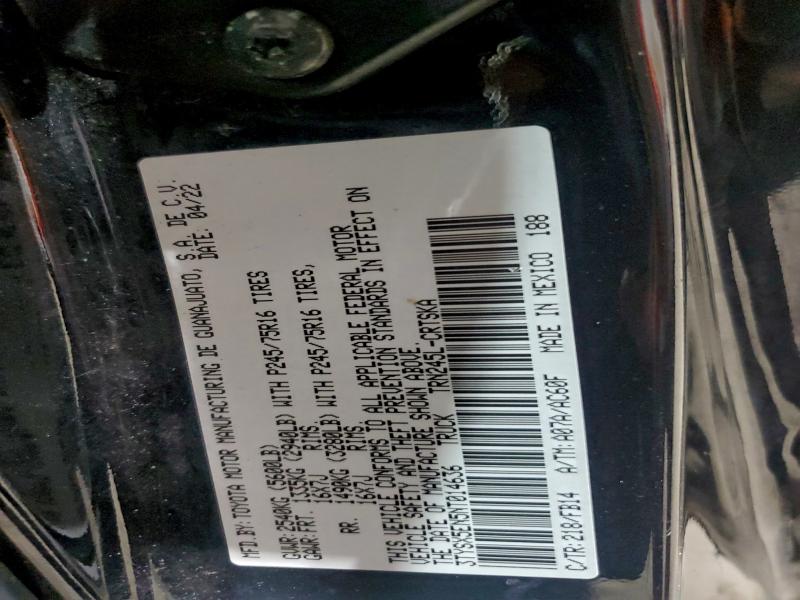 MFD.BY: TOYOTA MOTOR MANUFACTURING DE GUANAJUATO, S.A. DE C.V.
DATE: 04/22
GVWR: 2540KG (5600LB)
GAWR: FRT. 1335KG (2940LB) WITH P245/75R16 TIRES
16X7J RIMS,
RR. 1490KG (3280LB) WITH P245/75R16 TIRES,
16X7J RIMS.
THIS VEHICLE CONFORMS TO ALL APPLICABLE FEDERAL MOTOR
VEHICLE SAFETY AND THEFT PREVENTION STANDARDS IN EFFECT ON
THE DATE OF MANUFACTURE SHOWN ABOVE.
TRUCK TRN245L-CRTSKA
C/TR:218/FB14 A/TM:A07A/AC60F MADE IN MEXICO 188